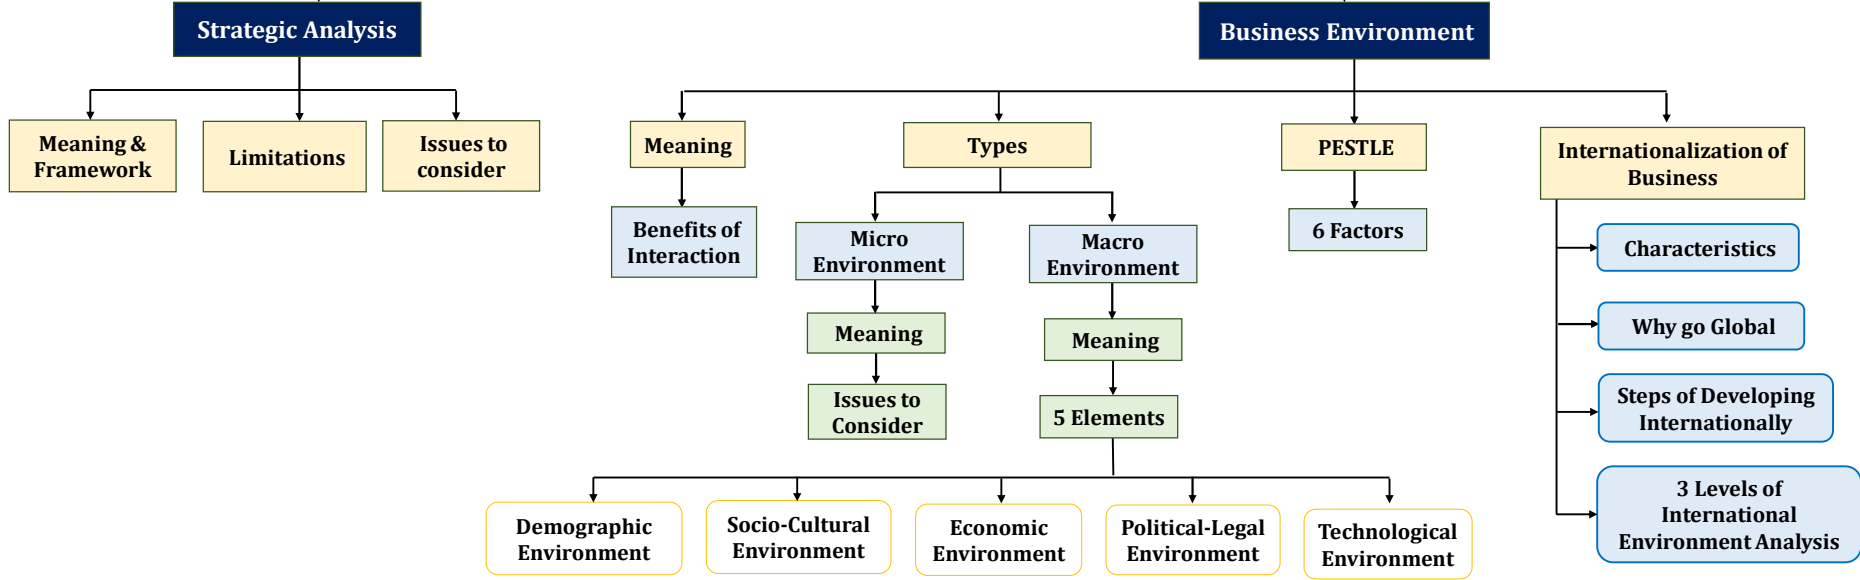 Strategic Analysis
Business Environment
Meaning &
Framework
Limitations
Issues to
consider
Meaning
Types
PESTLE
Internationalization of
Business
Benefits of
Interaction
Micro
Environment
Macro
Environment
6 Factors
Characteristics
Meaning
Meaning
Why go Global
Issues to
Consider
5 Elements
Steps of Developing
Internationally
Demographic
Environment
Socio-Cultural
Environment
Economic
Environment
Political-Legal
Environment
Technological
Environment
3 Levels of
International
Environment Analysis